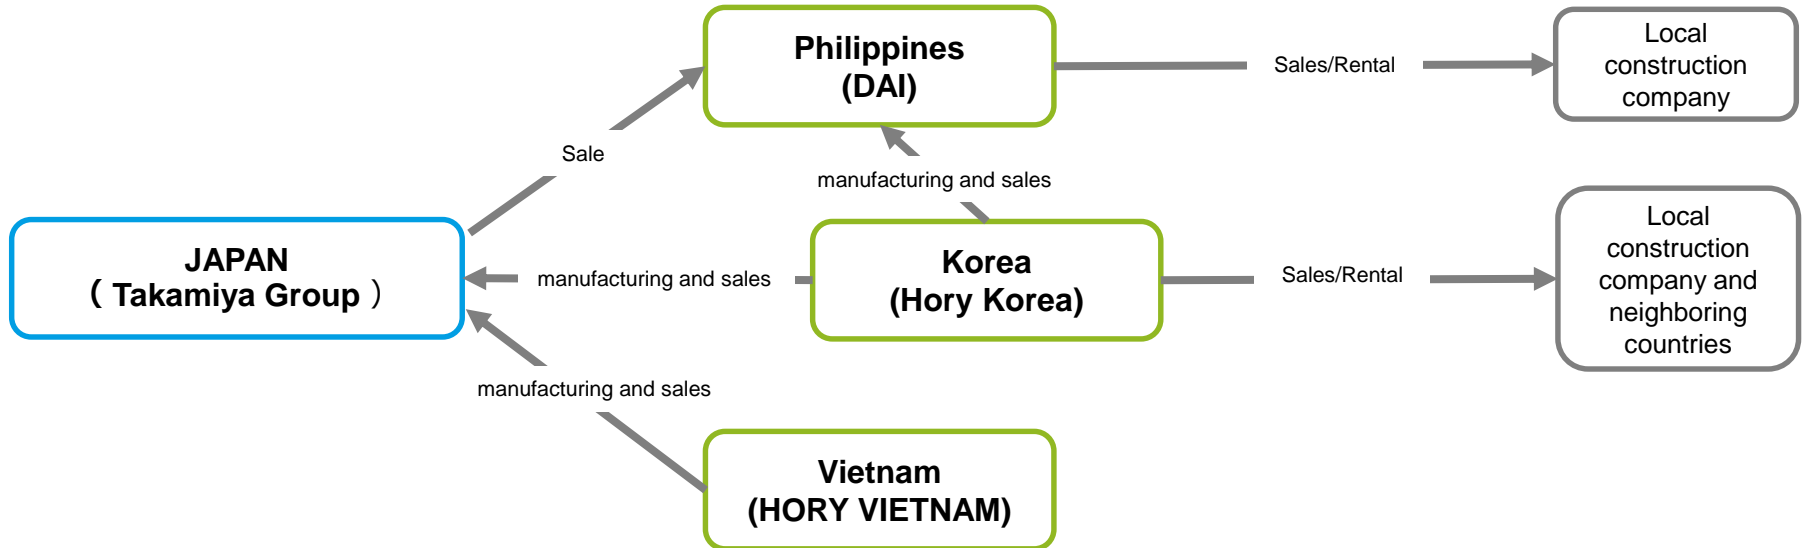 Philippines
(DAI)
Sales/Rental
Local
construction
company
Sale
manufacturing and sales
JAPAN
（ Takamiya Group ）
manufacturing and sales
Korea
(Hory Korea)
Sales/Rental
Local
construction
company and
neighboring
countries
manufacturing and sales
Vietnam
(HORY VIETNAM)